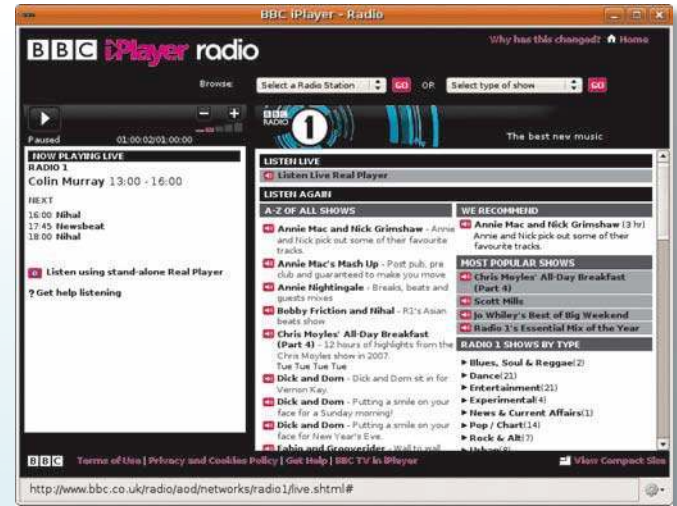 BBC iPlayer - Radio
BBC iPlayer radio
Why has this changed? Home
Browse:
Select a Radio Station
GO
OR
Select type of show
GO
Paused 01:00:02/01:00:00
NOW PLAYING LIVE
RADIO 1
Colin Murray 13:00 - 16:00
NEXT
16:00 Nihal
17:45 Newsbeat
18:00 Nihal
Listen using stand-alone Real Player
? Get help listening
BBC RADIO 1
The best new music
LISTEN LIVE
Listen Live Real Player
LISTEN AGAIN
A-Z OF ALL SHOWS
Annie Mac and Nick Grimshaw - Annie
and Nick pick out some of their favourite
tracks.
Annie Mac's Mash Up - Post pub, pre
club and guaranteed to make you move
Annie Nightingale - Breaks, beats and
guests mixes
Bobby Friction and Nihal - R1's Asian
beats show
Chris Moyles' All-Day Breakfast
(Part 4) - 12 hours of highlights from the
Chris Moyles show in 2007.
Tue Tue Tue Tue
Dick and Dom - Dick and Dom sit in for
Vernon Kay.
Dick and Dom - Putting a smile on your
face for a Sunday morning!
Dick and Dom - Putting a smile on your
face for New Year's Eve.
Fabio and Grooverider - Wall to wall
WE RECOMMEND
Annie Mac and Nick Grimshaw (3 hr)
Annie and Nick pick out some of their
favourite tracks.
MOST POPULAR SHOWS
Chris Moyles' All-Day Breakfast
(Part 4)
Scott Mills
Jo Whiley's Best of Big Weekend
Radio 1's Essential Mix of the Year
RADIO 1 SHOWS BY TYPE
Blues, Soul & Reggae(2)
Dance(21)
Entertainment(21)
Experimental(4)
News & Current Affairs(1)
Pop / Chart(14)
Rock & Alt(7)
Urban(8)
BBC Terms of Use | Privacy and Cookies Policy | Get Help | BBC TV in iPlayer
View Compact Size
http://www.bbc.co.uk/radio/aod/networks/radio1/live.shtml#